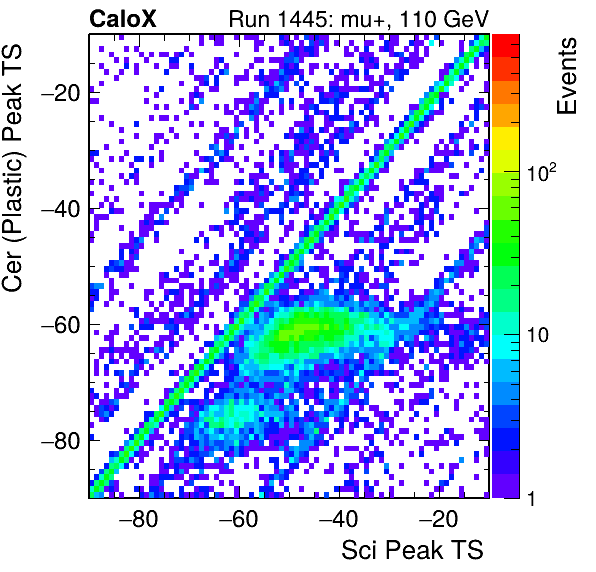 CaloX Run 1445: mu+, 110 GeV
Cer (Plastic) Peak TS
−20
−40
−60
−80
−80 −60 −40 −20
Sci Peak TS
Events
10²
10
1